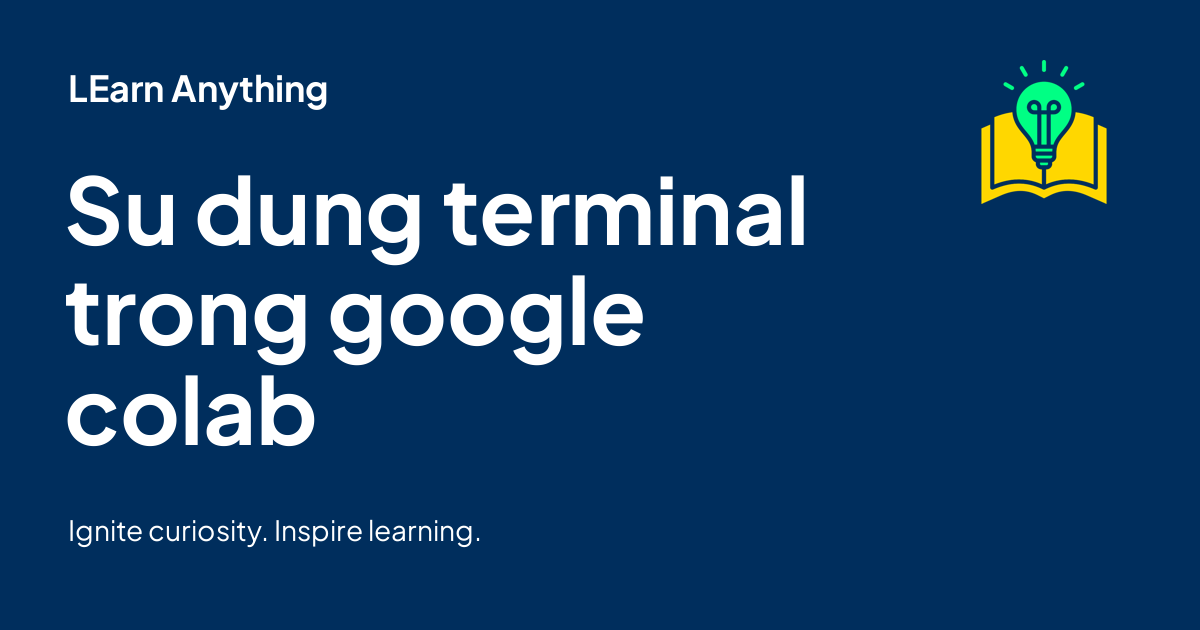 LEarn Anything
Su dung terminal
trong google
colab
Ignite curiosity. Inspire learning.